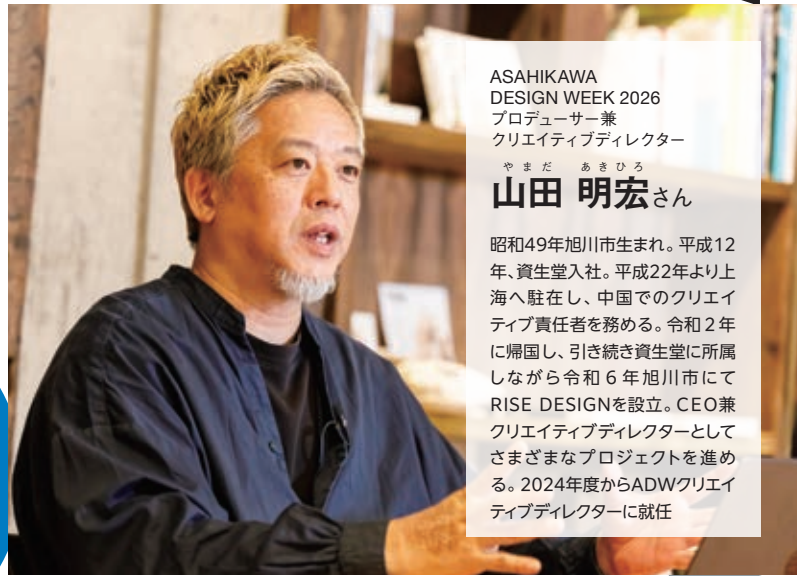 ASAHIKAWA
DESIGN WEEK 2026
プロデューサー兼
クリエイティブディレクター
やまだ あきひろ
山田 明宏さん
昭和49年旭川市生まれ。平成12
年、資生堂入社。平成22年より上
海へ駐在し、中国でのクリエイ
ティブ責任者を務める。令和2年
に帰国し、引き続き資生堂に所属
しながら令和6年旭川市にて
RISE DESIGNを設立。CEO兼
クリエイティブディレクターとして
さまざまなプロジェクトを進め
る。2024年度からADWクリエイ
ティブディレクターに就任